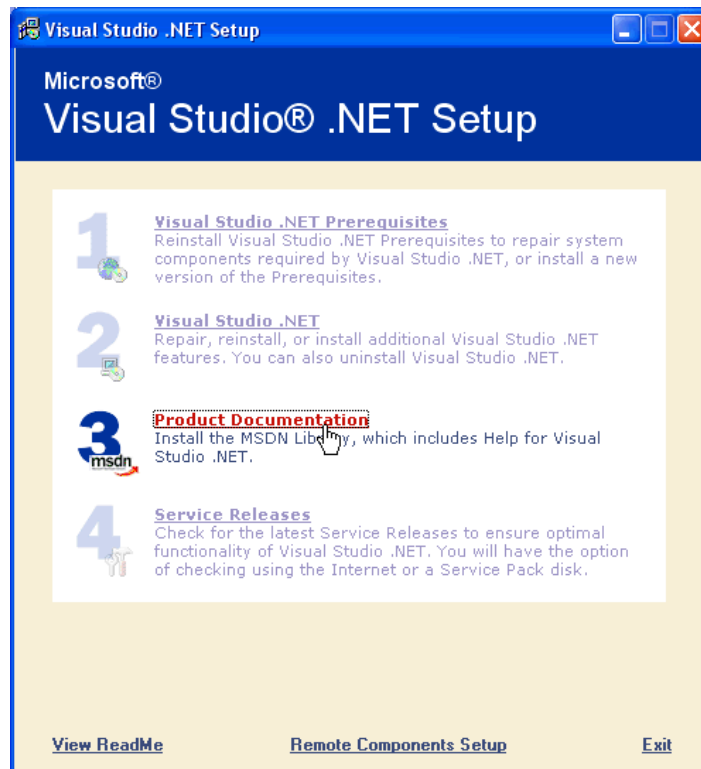 Visual Studio .NET Setup
Microsoft®
Visual Studio® .NET Setup
1
Visual Studio .NET Prerequisites
Reinstall Visual Studio .NET Prerequisites to repair system
components required by Visual Studio .NET, or install a new
version of the Prerequisites.
2
Visual Studio .NET
Repair, reinstall, or install additional Visual Studio .NET
features. You can also uninstall Visual Studio .NET.
3
msdn
Product Documentation
Install the MSDN Library, which includes Help for Visual
Studio .NET.
4
Service Releases
Check for the latest Service Releases to ensure optimal
functionality of Visual Studio .NET. You will have the option
of checking using the Internet or a Service Pack disk.
View ReadMe
Remote Components Setup
Exit